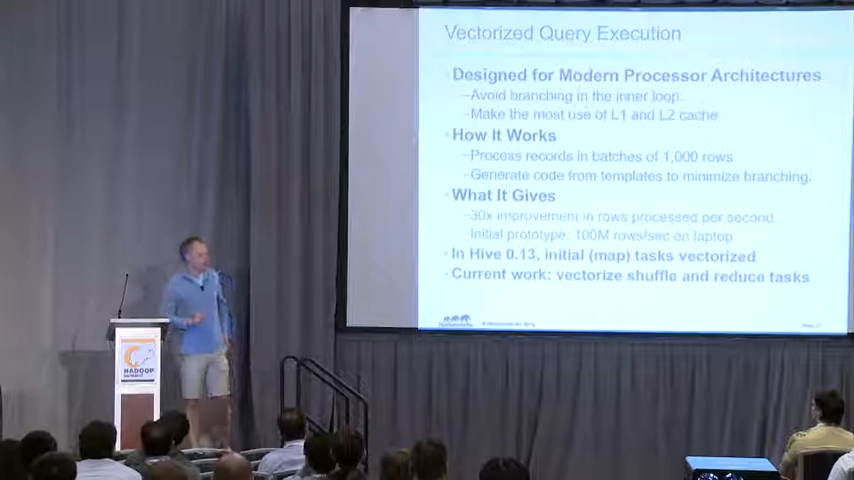 Vectorized Query Execution
Designed for Modern Processor Architectures
–Avoid branching in the inner loop.
–Make the most use of L1 and L2 cache
How It Works
–Process records in batches of 1,000 rows
–Generate code from templates to minimize branching.
What It Gives
–30x improvement in rows processed per second.
–Initial prototype: 100M rows/sec on laptop
In Hive 0.13, initial (map) tasks vectorized
Current work: vectorize shuffle and reduce tasks
Hortonworks
HADOOP